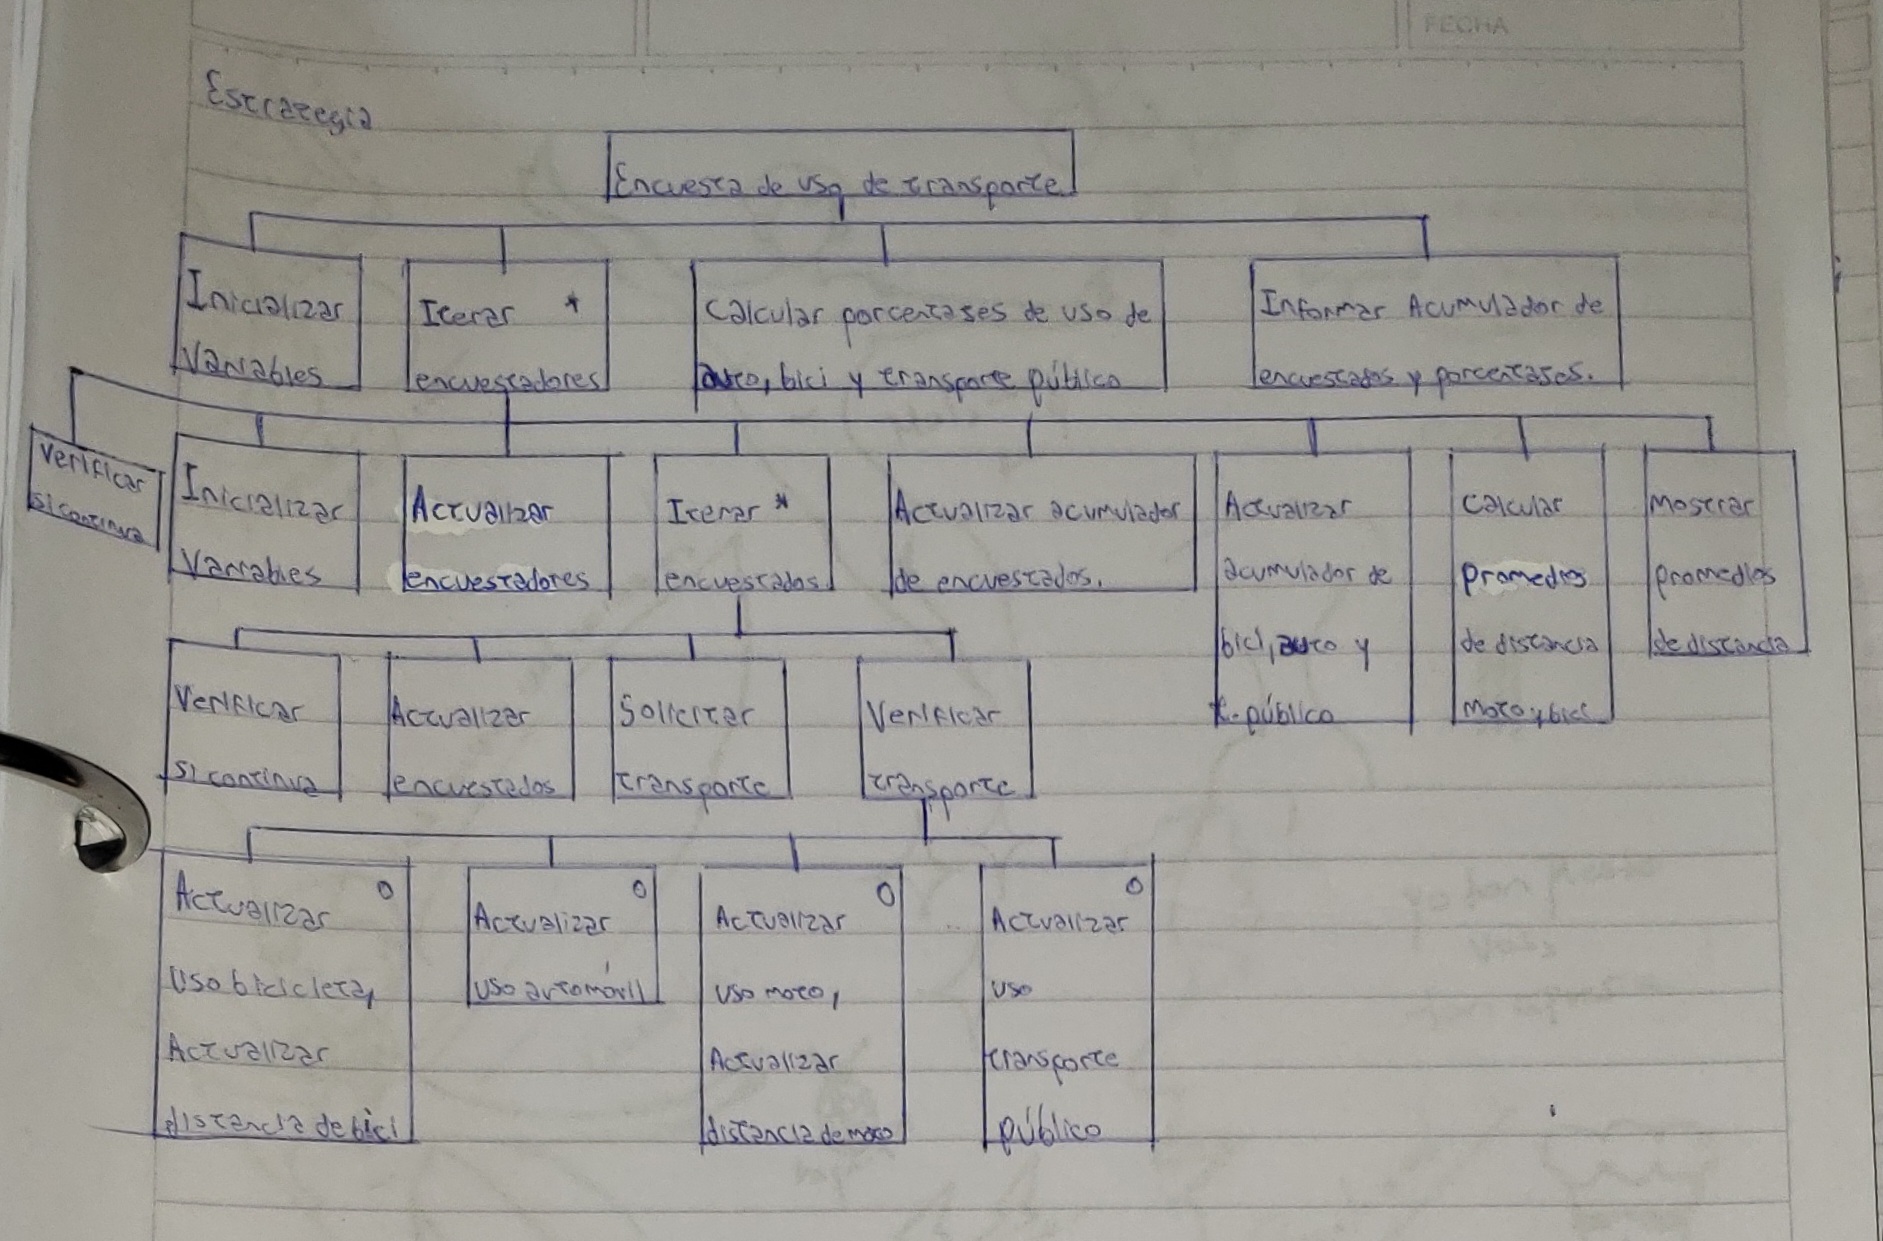 FECHA
Estrategia
Encuesta de uso de transporte
Inicializar
Variables
Iterar *
encuestadores
Calcular porcentajes de uso de
auto, bici y transporte público
Informar Acumulador de
encuestados y porcentajes.
Verificar
si continua
Inicializar
Variables
Actualizar
encuestadores
Iterar *
encuestados
Actualizar acumulador
de encuestados.
Actualizar
acumulador de
bici, auto y
t. público
Calcular
promedios
de distancia
moto y bici
Mostrar
promedios
de distancia
Verificar
si continua
Actualizar
encuestados
Solicitar
transporte
Verificar
transporte
Actualizar o
Uso bicicleta,
Actualizar
distancia de bici
o
Actualizar
uso automóvil
o
Actualizar
uso moto,
Actualizar
distancia de moto
o
Actualizar
uso
transporte
público